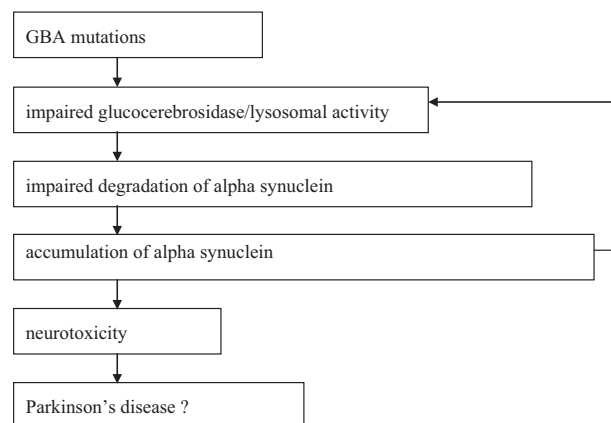 GBA mutations
impaired glucocerebrosidase/lysosomal activity
impaired degradation of alpha synuclein
accumulation of alpha synuclein
neurotoxicity
Parkinson’s disease ?